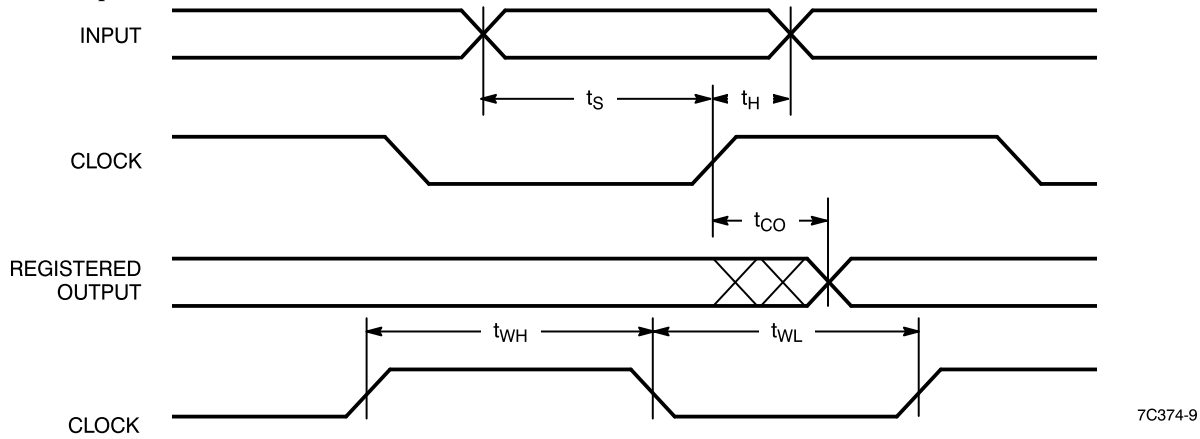 INPUT
tS
tH
CLOCK
tCO
REGISTERED
OUTPUT
tWH
tWL
CLOCK
7C374-9